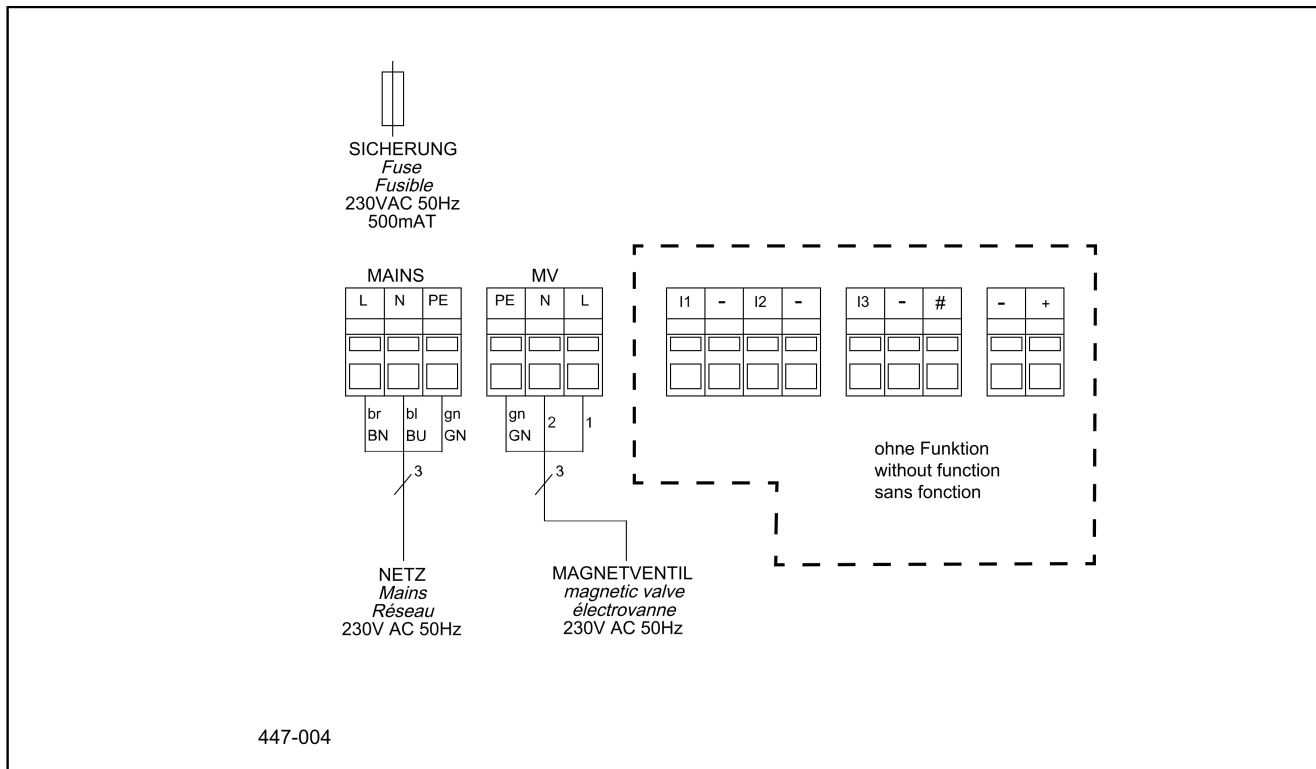 SICHERUNG
Fuse
Fusible
230VAC 50Hz
500mAT
MAINS
L N PE
br bl gn
BN BU GN
3
NETZ
Mains
Réseau
230V AC 50Hz
MV
PE N L
gn
GN 2 1
3
MAGNETVENTIL
magnetic valve
électrovanne
230V AC 50Hz
I1 - I2 -
I3 - #
- +
ohne Funktion
without function
sans fonction
447-004